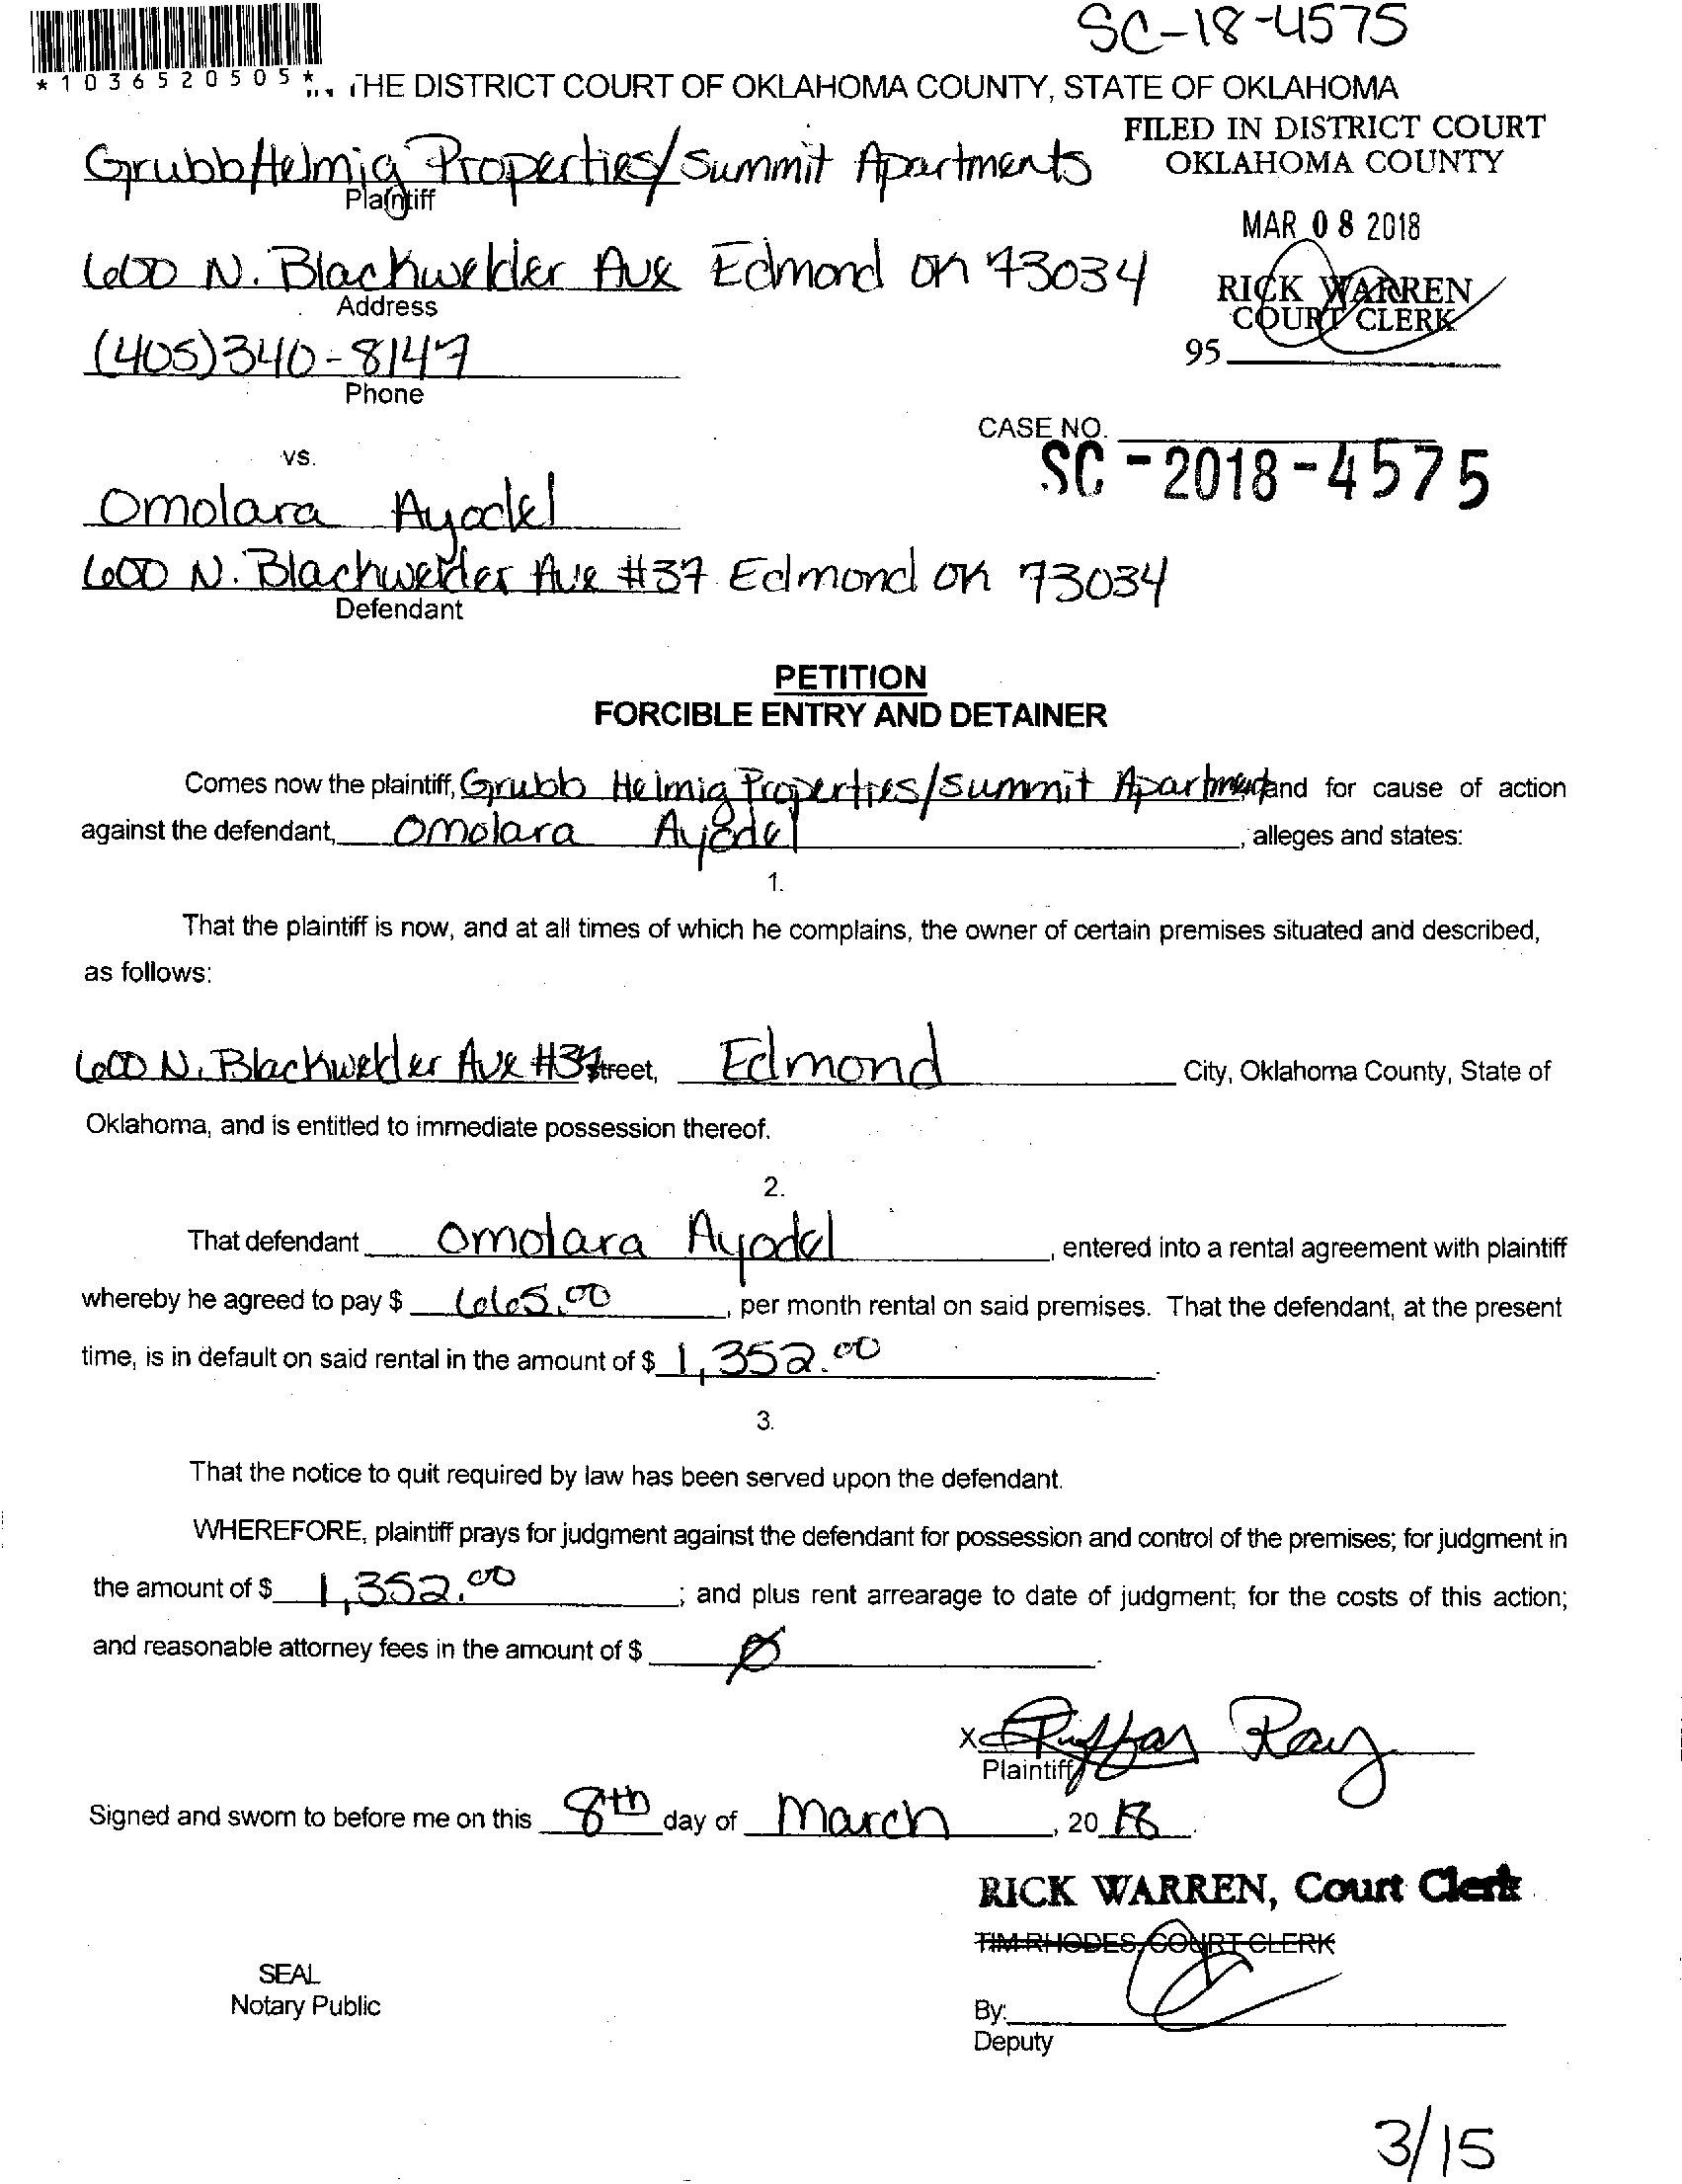 SC-18-4575
*1036520505*
THE DISTRICT COURT OF OKLAHOMA COUNTY, STATE OF OKLAHOMA
FILED IN DISTRICT COURT
OKLAHOMA COUNTY
Grubb Helmig Properties/Summit Apartments
Plaintiff
MAR 08 2018
600 N. Blackwelder Ave Edmond OK 73034
Address
RICK WARREN
COURT CLERK
(405)340-8147
Phone
95
CASE NO.
SC-2018-4575
vs.
Omolara Ayodel
600 N. Blackwelder Ave #37 Edmond OK 73034
Defendant
PETITION
FORCIBLE ENTRY AND DETAINER
Comes now the plaintiff, Grubb Helmig Properties/Summit Apartment and for cause of action
against the defendant, Omolara Ayodel, alleges and states:
1.
That the plaintiff is now, and at all times of which he complains, the owner of certain premises situated and described,
as follows:
600 N. Blackwelder Ave #37 Street, Edmond City, Oklahoma County, State of
Oklahoma, and is entitled to immediate possession thereof.
2.
That defendant Omolara Ayodel, entered into a rental agreement with plaintiff
whereby he agreed to pay $ 665.00, per month rental on said premises. That the defendant, at the present
time, is in default on said rental in the amount of $ 1,352.00.
3.
That the notice to quit required by law has been served upon the defendant.
WHEREFORE, plaintiff prays for judgment against the defendant for possession and control of the premises; for judgment in
the amount of $ 1,352.00; and plus rent arrearage to date of judgment; for the costs of this action;
and reasonable attorney fees in the amount of $ Ø.
X Ray
Plaintiff
Signed and sworn to before me on this 8th day of March, 2018.
RICK WARREN, Court Clerk
TIM RHODES, COURT CLERK
SEAL
Notary Public
By:
Deputy
3/15